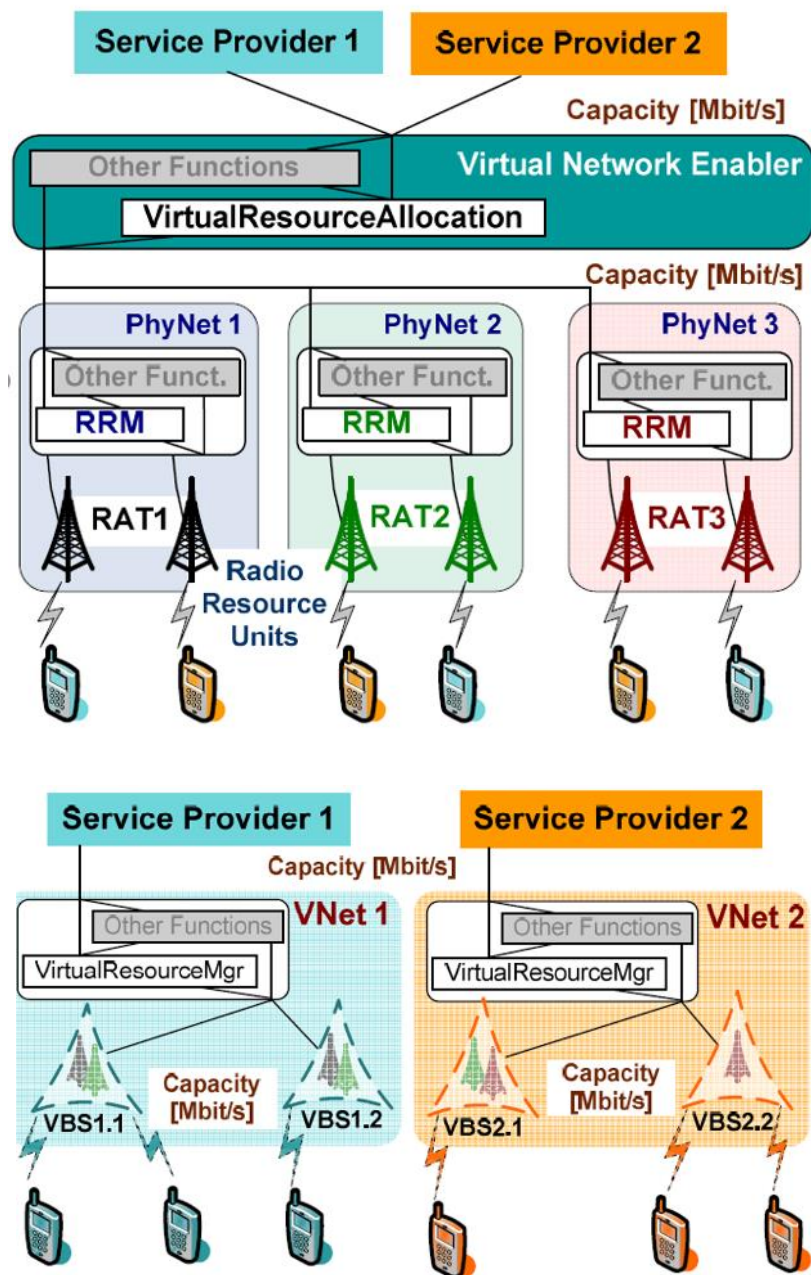 Service Provider 1
Service Provider 2
Capacity [Mbit/s]
Other Functions
Virtual Network Enabler
VirtualResourceAllocation
Capacity [Mbit/s]
PhyNet 1
PhyNet 2
PhyNet 3
Other Funct.
Other Funct.
Other Funct.
RRM
RRM
RRM
RAT1
RAT2
RAT3
Radio
Resource
Units
Service Provider 1
Service Provider 2
Capacity [Mbit/s]
VNet 1
VNet 2
Other Functions
Other Functions
VirtualResourceMgr
VirtualResourceMgr
Capacity
[Mbit/s]
Capacity
[Mbit/s]
VBS1.1
VBS1.2
VBS2.1
VBS2.2